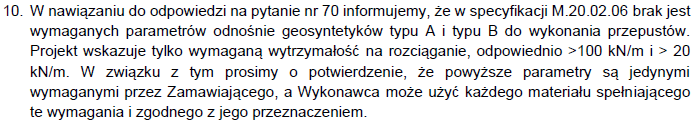 10. W nawiązaniu do odpowiedzi na pytanie nr 70 informujemy, że w specyfikacji M.20.02.06 brak jest
wymaganych parametrów odnośnie geosyntetyków typu A i typu B do wykonania przepustów.
Projekt wskazuje tylko wymaganą wytrzymałość na rozciąganie, odpowiednio >100 kN/m i > 20
kN/m. W związku z tym prosimy o potwierdzenie, że powyższe parametry są jedynymi
wymaganymi przez Zamawiającego, a Wykonawca może użyć każdego materiału spełniającego
te wymagania i zgodnego z jego przeznaczeniem.